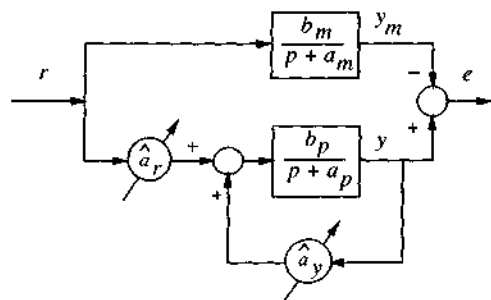 b_m
y_m
p + a_m
r
e
−
+
â_r
+
b_p
y
p + a_p
+
â_y